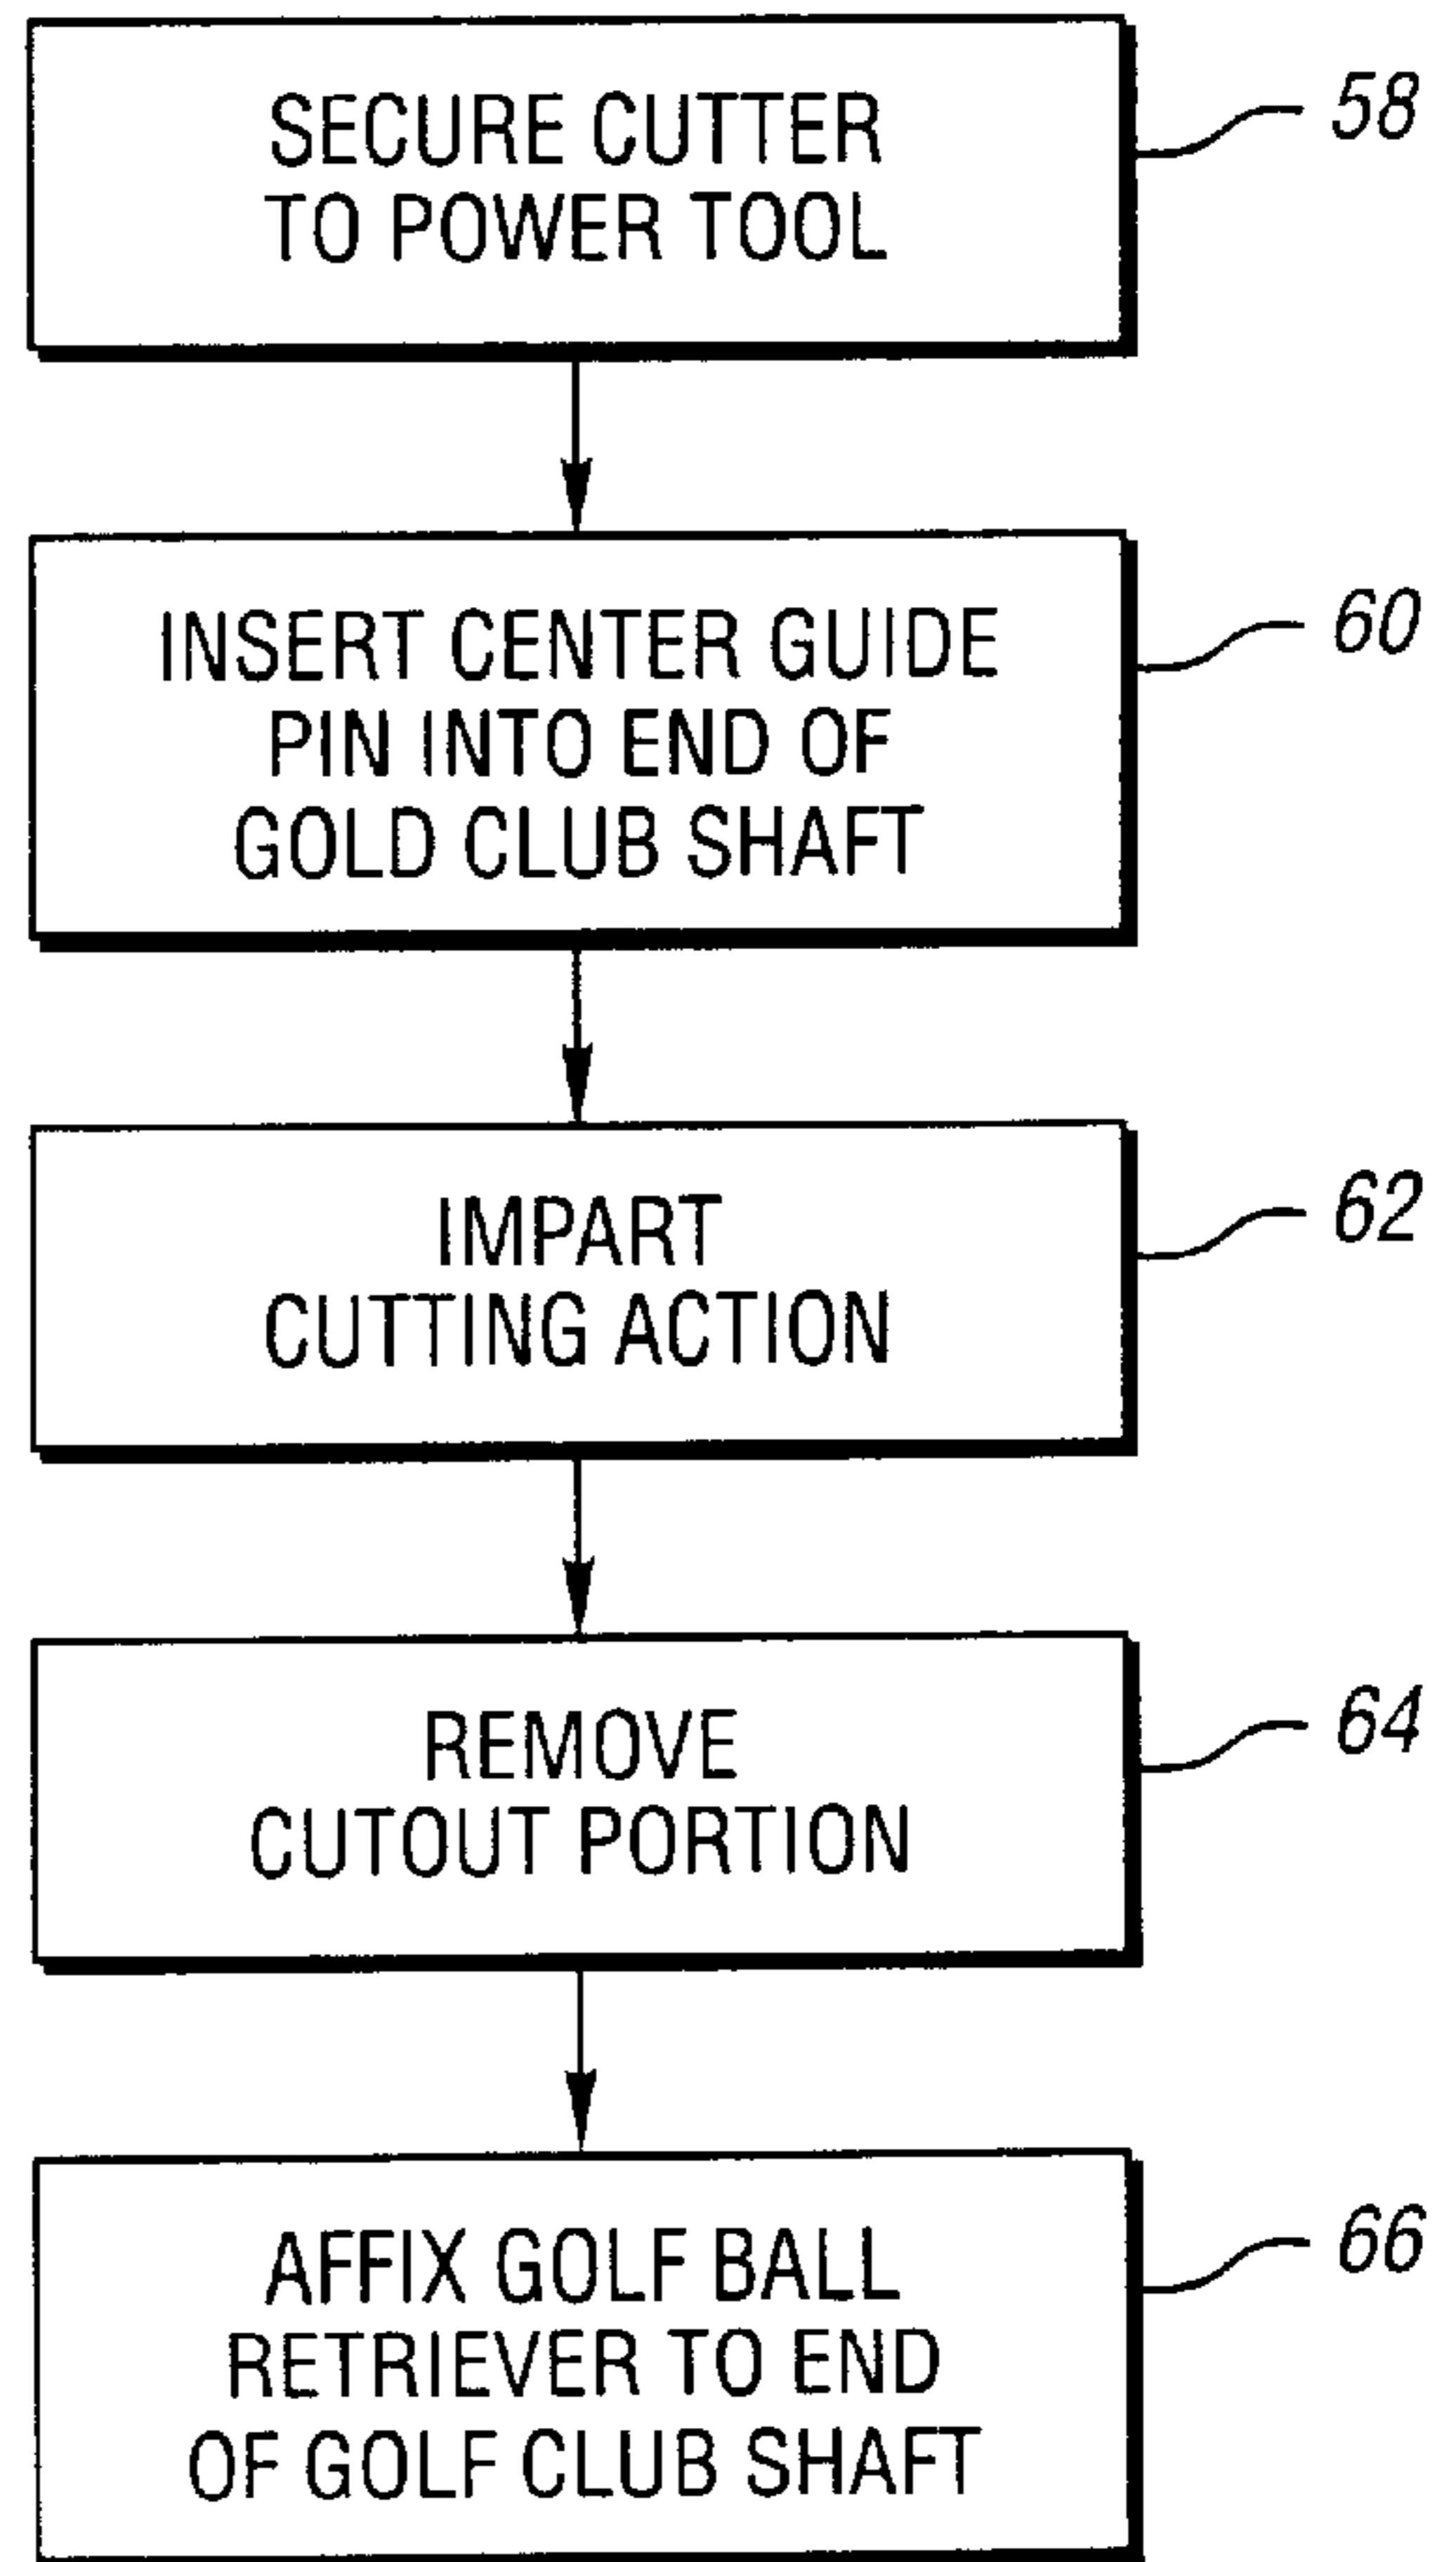 SECURE CUTTER
TO POWER TOOL
58
INSERT CENTER GUIDE
PIN INTO END OF
GOLD CLUB SHAFT
60
IMPART
CUTTING ACTION
62
REMOVE
CUTOUT PORTION
64
AFFIX GOLF BALL
RETRIEVER TO END
OF GOLF CLUB SHAFT
66